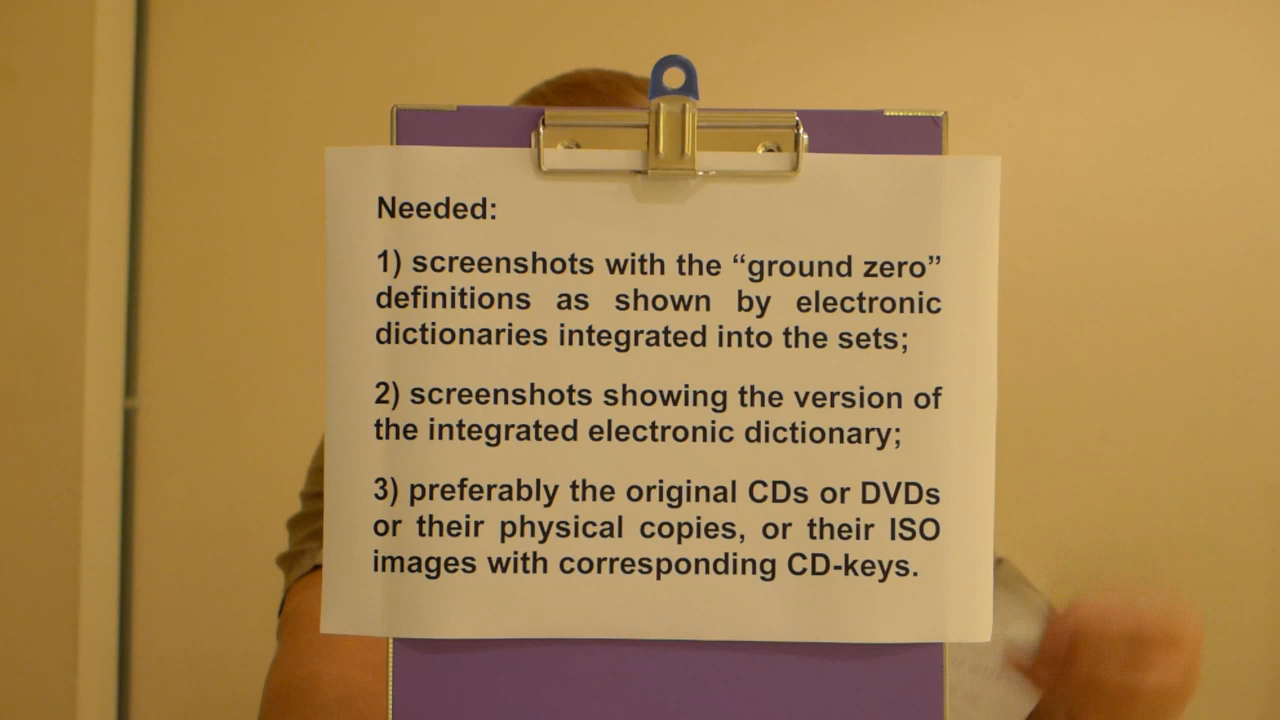 Needed:
1) screenshots with the “ground zero”
definitions as shown by electronic
dictionaries integrated into the sets;
2) screenshots showing the version of
the integrated electronic dictionary;
3) preferably the original CDs or DVDs
or their physical copies, or their ISO
images with corresponding CD-keys.